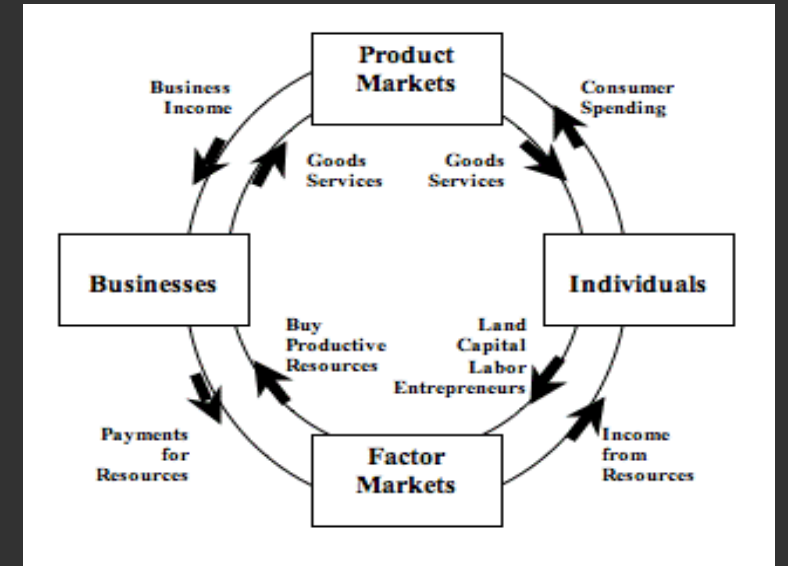 Product
Markets
Business
Income
Consumer
Spending
Goods
Services
Goods
Services
Businesses
Individuals
Buy
Productive
Resources
Land
Capital
Labor
Entrepreneurs
Payments
for
Resources
Factor
Markets
Income
from
Resources